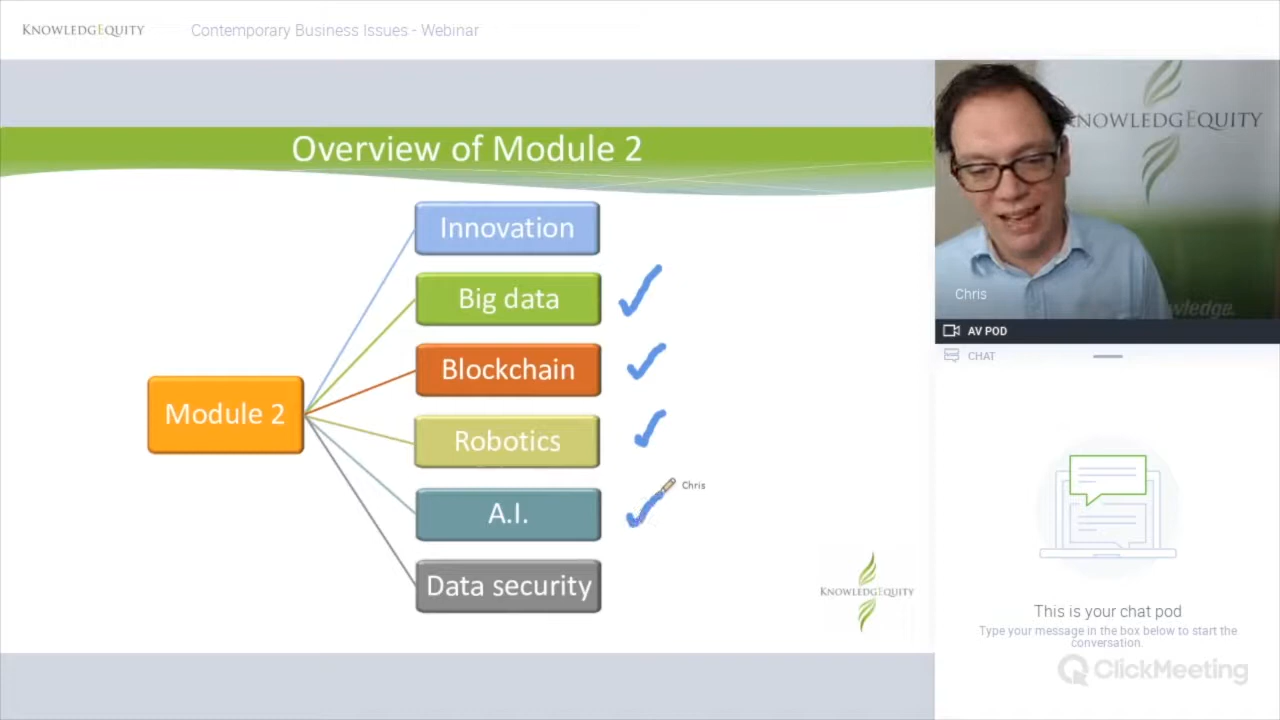 KNOWLEDGEQUITY
Contemporary Business Issues - Webinar
Overview of Module 2
Module 2
Innovation
Big data
Blockchain
Robotics
A.I.
Data security
Chris
KNOWLEDGEQUITY
KNOWLEDGEQUITY
wledge.
Chris
AV POD
CHAT
This is your chat pod
Type your message in the box below to start the
conversation.
ClickMeeting